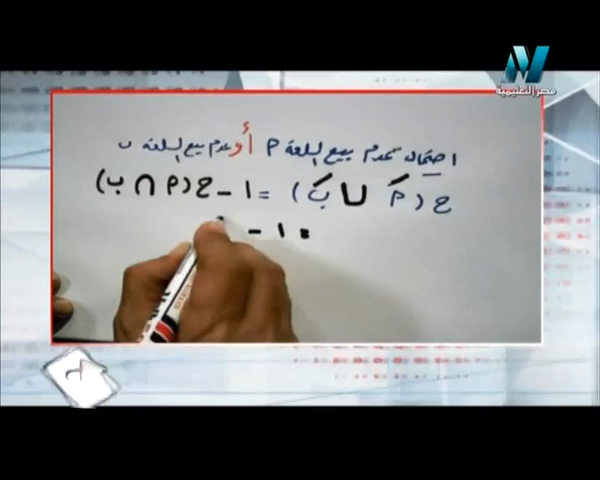 مصر التعليمية
احتمال عدم بيع السلعة م أو عدم بيع السلعة ب
ح ( مَ ∪ بَ ) = ١ - ح ( م ∩ ب )
= ١ -